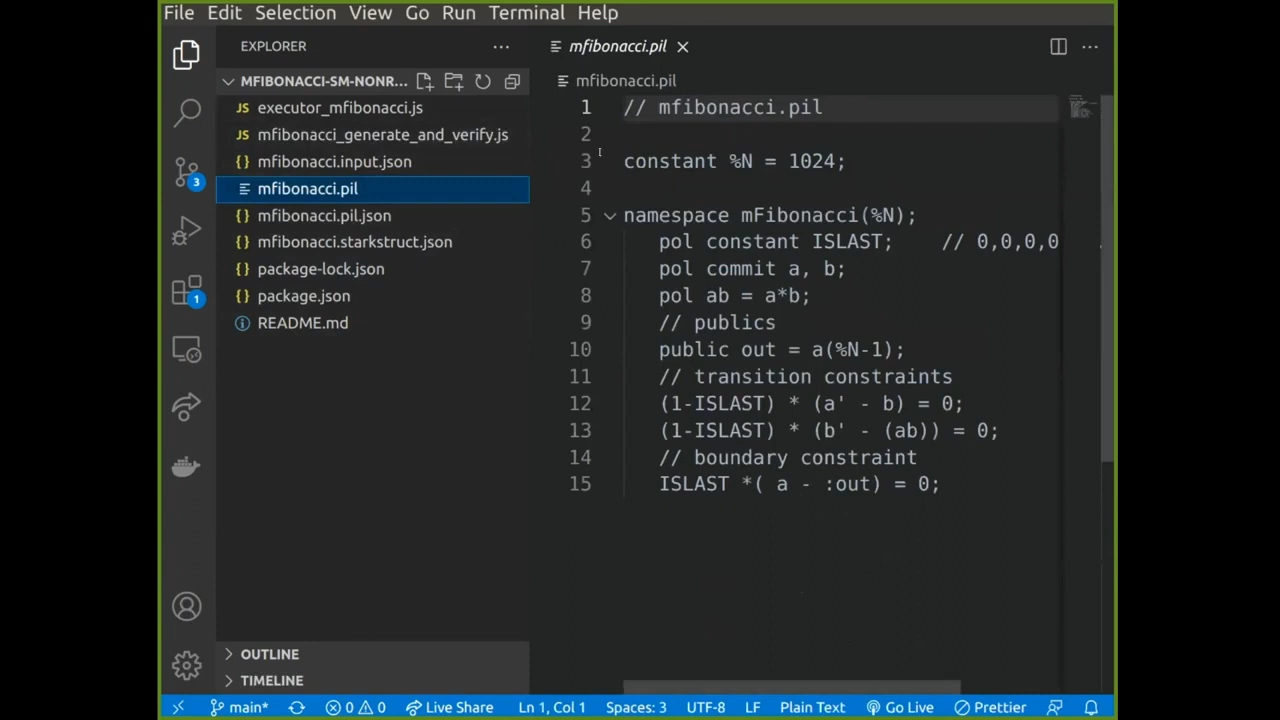 File Edit Selection View Go Run Terminal Help
EXPLORER
MFIBONACCI-SM-NONR...
JS executor_mfibonacci.js
JS mfibonacci_generate_and_verify.js
{} mfibonacci.input.json
mfibonacci.pil
{} mfibonacci.pil.json
{} mfibonacci.starkstruct.json
{} package-lock.json
{} package.json
README.md
OUTLINE
TIMELINE
3
1
mfibonacci.pil
mfibonacci.pil
1 // mfibonacci.pil
2
3 constant %N = 1024;
4
5 namespace mFibonacci(%N);
6 pol constant ISLAST; // 0,0,0,0
7 pol commit a, b;
8 pol ab = a*b;
9 // publics
10 public out = a(%N-1);
11 // transition constraints
12 (1-ISLAST) * (a' - b) = 0;
13 (1-ISLAST) * (b' - (ab)) = 0;
14 // boundary constraint
15 ISLAST *( a - :out) = 0;
main* 0 0 Live Share Ln 1, Col 1 Spaces: 3 UTF-8 LF Plain Text Go Live Prettier